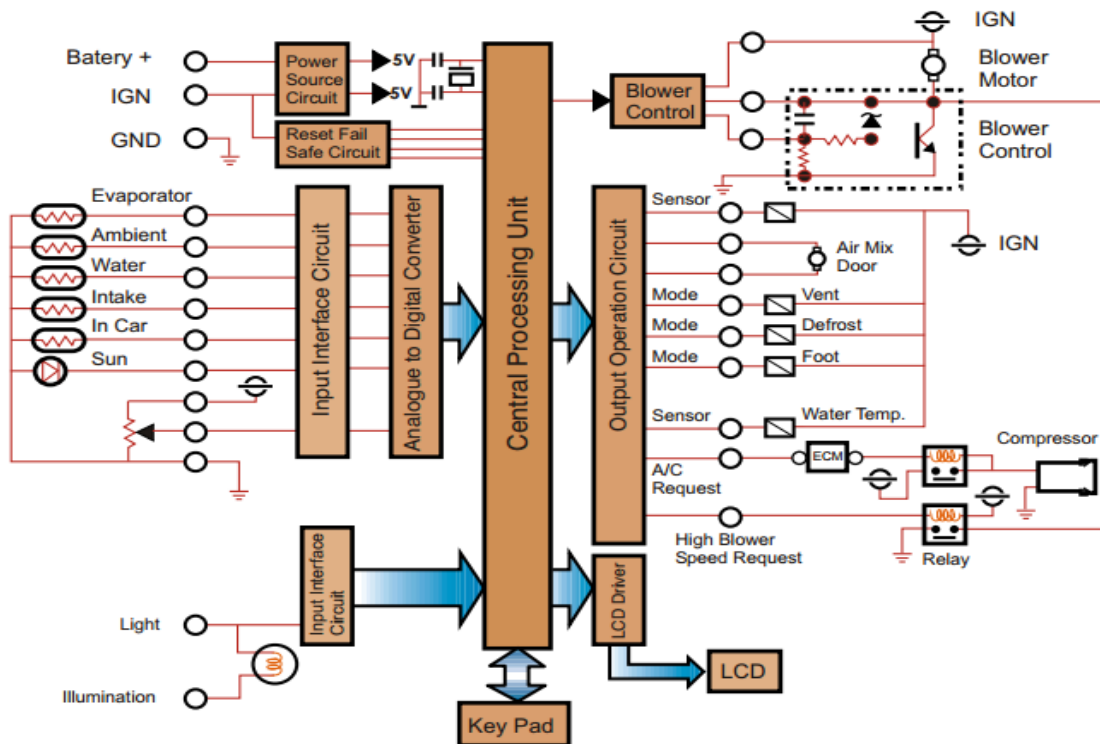 Batery +
IGN
GND
Power
Source
Circuit
5V
5V
Reset Fail
Safe Circuit
Central Processing Unit
Blower
Control
IGN
Blower
Motor
Blower
Control
Evaporator
Ambient
Water
Intake
In Car
Sun
Input Interface Circuit
Analogue to Digital Converter
Output Operation Circuit
Sensor
IGN
Air Mix
Door
Mode
Vent
Mode
Defrost
Mode
Foot
Sensor
Water Temp.
A/C
Request
ECM
Compressor
High Blower
Speed Request
Relay
Light
Illumination
Input Interface
Circuit
LCD Driver
LCD
Key Pad